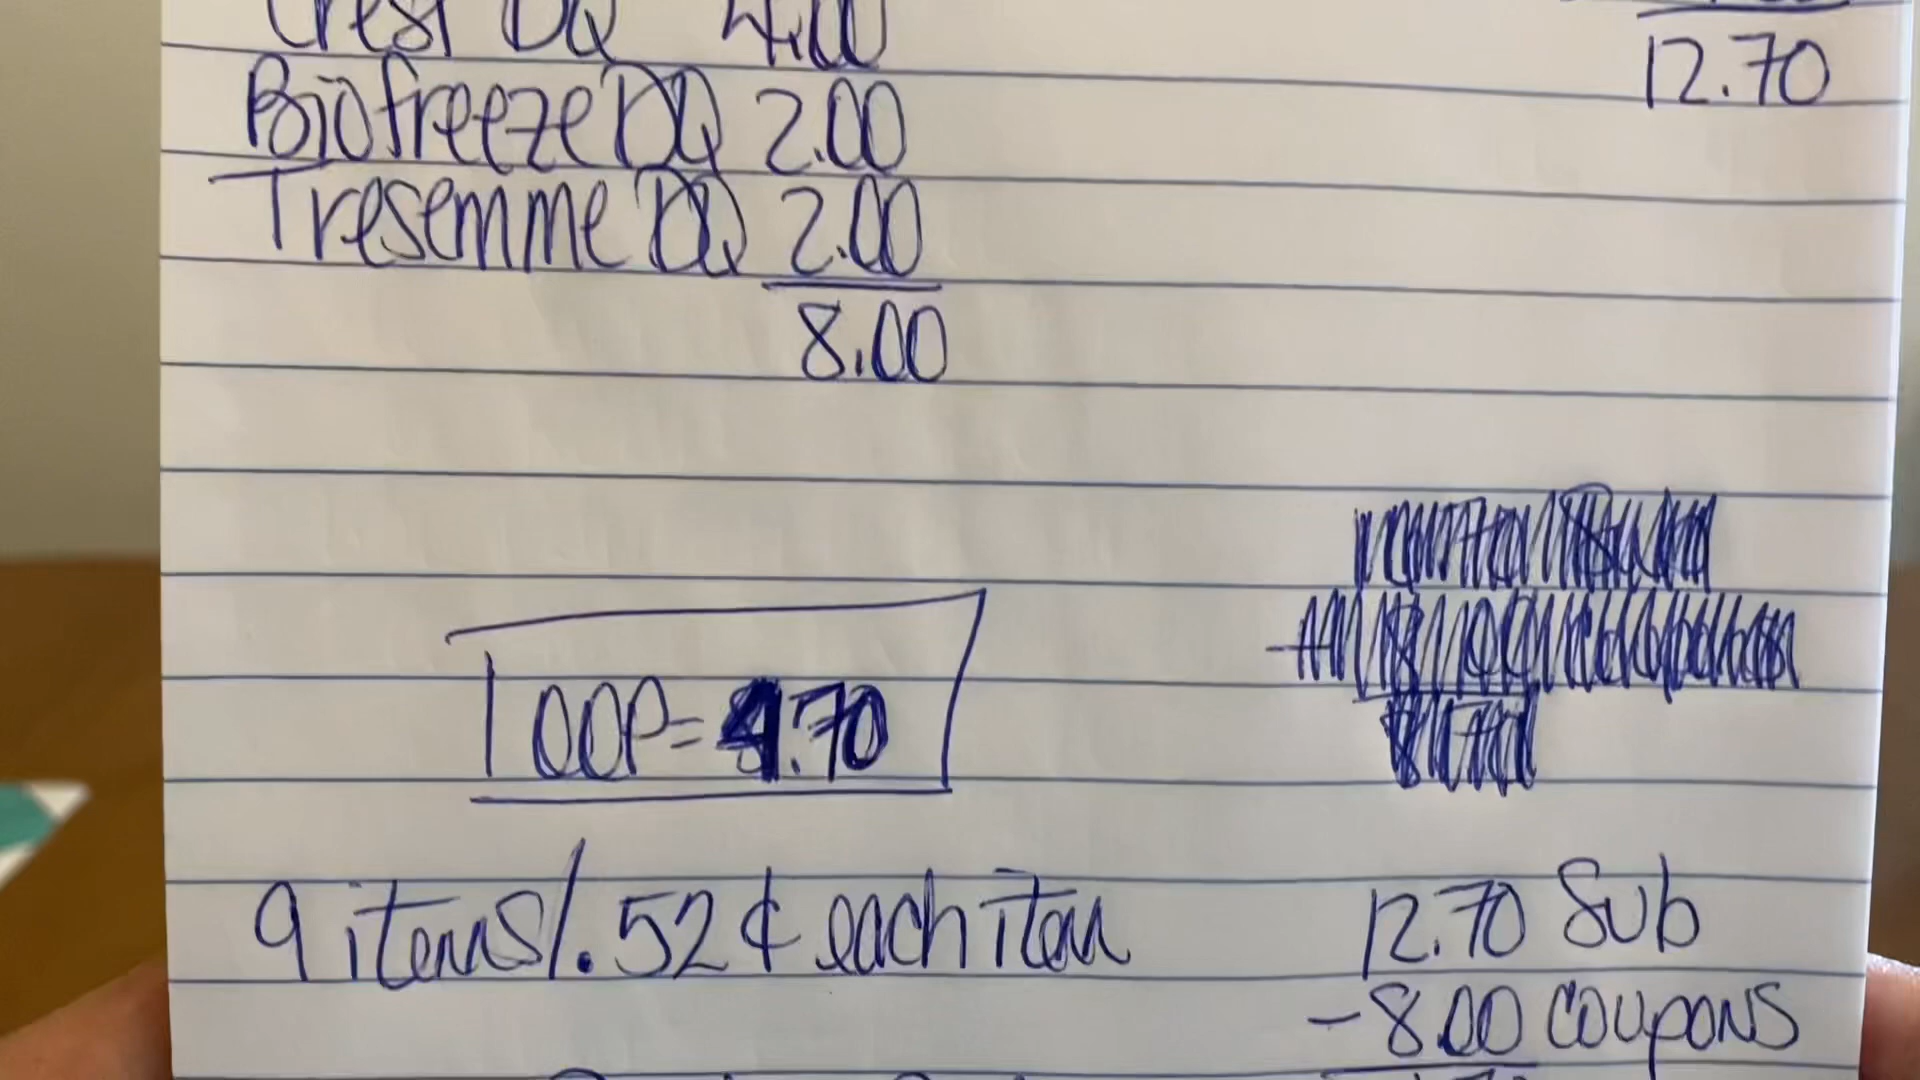 Crest DQ 4.00
12.70
Biofreeze DQ 2.00
Tresemme DQ 2.00
8.00
OOP= 4.70
9 items/.52¢ each item
12.70 Sub
-8.00 coupons